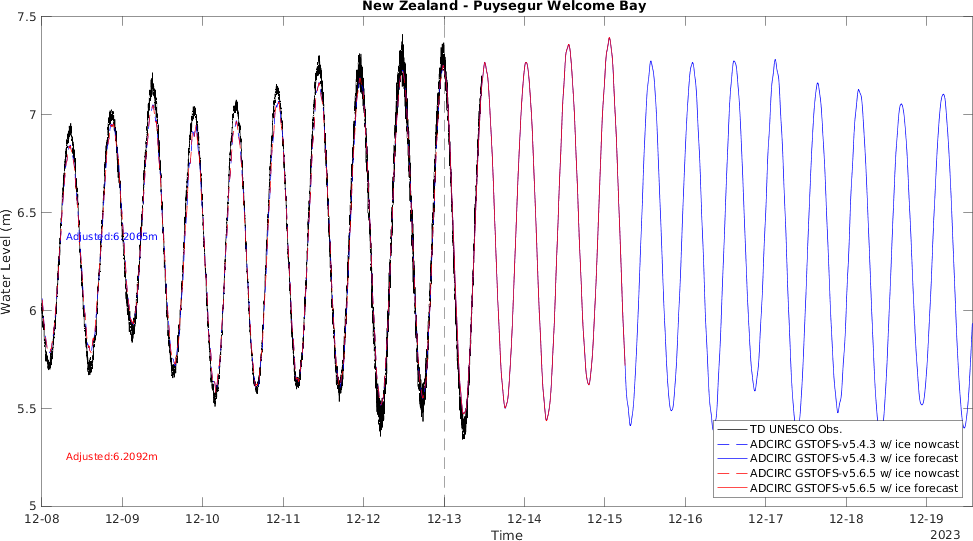 New Zealand - Puysegur Welcome Bay
7.5
7
6.5
6
5.5
5
Water Level (m)
Adjusted:6.2065m
Adjusted:6.2092m
TD UNESCO Obs.
ADCIRC GSTOFS-v5.4.3 w/ ice nowcast
ADCIRC GSTOFS-v5.4.3 w/ ice forecast
ADCIRC GSTOFS-v5.6.5 w/ ice nowcast
ADCIRC GSTOFS-v5.6.5 w/ ice forecast
12-08 12-09 12-10 12-11 12-12 12-13 12-14 12-15 12-16 12-17 12-18 12-19
Time
2023